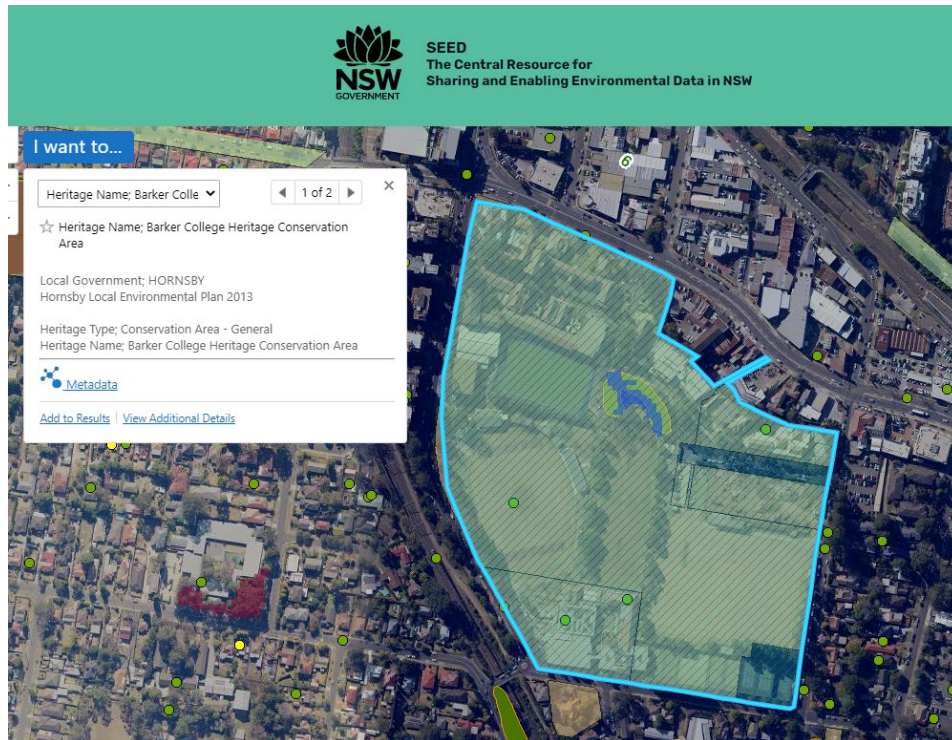 NSW
GOVERNMENT
SEED
The Central Resource for
Sharing and Enabling Environmental Data in NSW
I want to...
Heritage Name; Barker Colle
1 of 2
Heritage Name; Barker College Heritage Conservation
Area
Local Government; HORNSBY
Hornsby Local Environmental Plan 2013
Heritage Type; Conservation Area - General
Heritage Name; Barker College Heritage Conservation Area
Metadata
Add to Results
View Additional Details
6